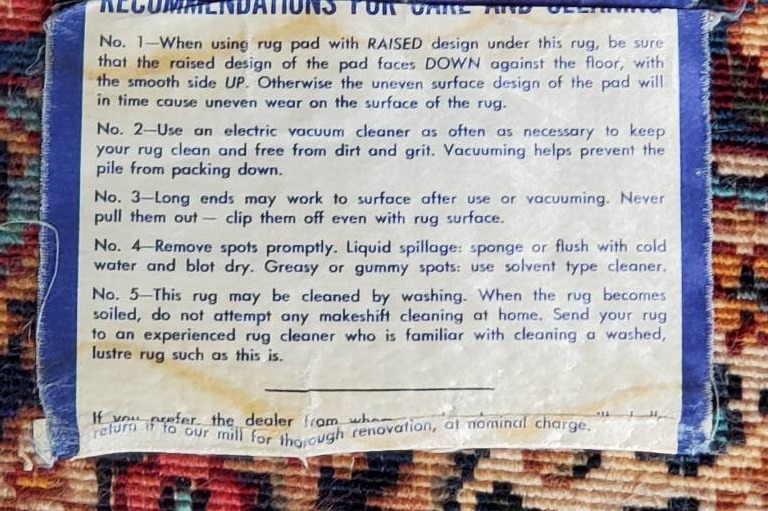 RECOMMENDATIONS FOR CARE AND CLEANING
No. 1—When using rug pad with RAISED design under this rug, be sure
that the raised design of the pad faces DOWN against the floor, with
the smooth side UP. Otherwise the uneven surface design of the pad will
in time cause uneven wear on the surface of the rug.
No. 2—Use an electric vacuum cleaner as often as necessary to keep
your rug clean and free from dirt and grit. Vacuuming helps prevent the
pile from packing down.
No. 3—Long ends may work to surface after use or vacuuming. Never
pull them out — clip them off even with rug surface.
No. 4—Remove spots promptly. Liquid spillage: sponge or flush with cold
water and blot dry. Greasy or gummy spots: use solvent type cleaner.
No. 5—This rug may be cleaned by washing. When the rug becomes
soiled, do not attempt any makeshift cleaning at home. Send your rug
to an experienced rug cleaner who is familiar with cleaning a washed,
lustre rug such as this is.
If you prefer, the dealer from
return it to our mill for thorough renovation, at nominal charge.